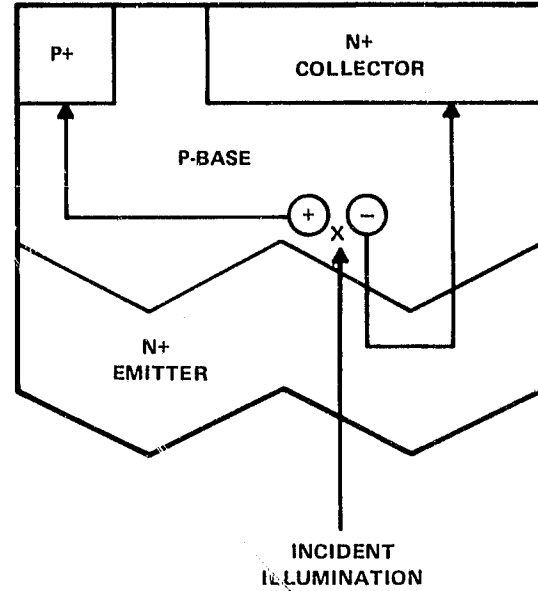 P+
N+
COLLECTOR
P-BASE
+
−
X
N+
EMITTER
INCIDENT
ILLUMINATION